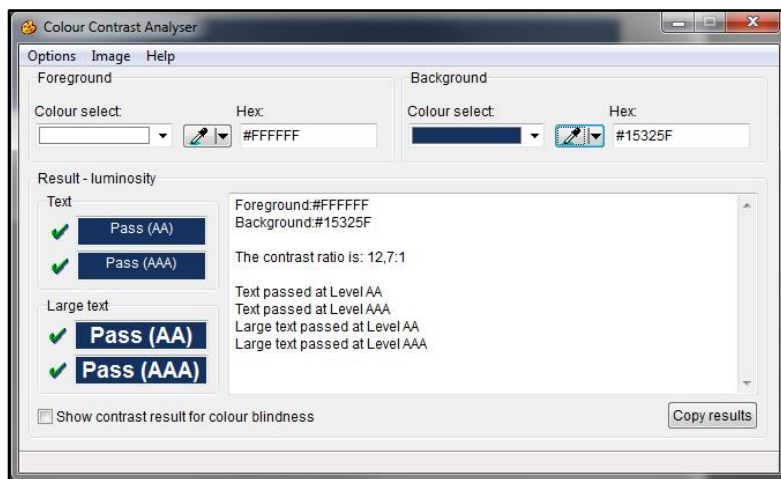 Colour Contrast Analyser
Options Image Help
Foreground
Colour select:
Hex:
#FFFFFF
Background
Colour select:
Hex:
#15325F
Result - luminosity
Text
Pass (AA)
Pass (AAA)
Large text
Pass (AA)
Pass (AAA)
Foreground:#FFFFFF
Background:#15325F
The contrast ratio is: 12,7:1
Text passed at Level AA
Text passed at Level AAA
Large text passed at Level AA
Large text passed at Level AAA
Show contrast result for colour blindness
Copy results